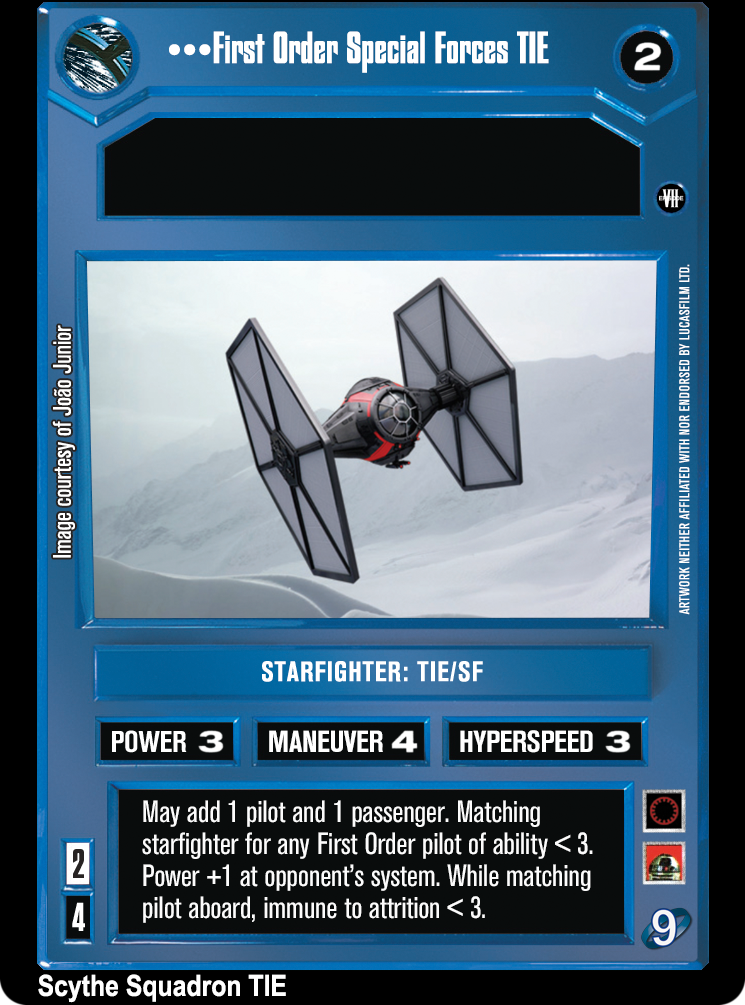 •••First Order Special Forces TIE
2
EPISODE VII
Image courtesy of João Junior
ARTWORK NEITHER AFFILIATED WITH NOR ENDORSED BY LUCASFILM LTD.
STARFIGHTER: TIE/SF
POWER 3
MANEUVER 4
HYPERSPEED 3
May add 1 pilot and 1 passenger. Matching
starfighter for any First Order pilot of ability < 3.
Power +1 at opponent's system. While matching
pilot aboard, immune to attrition < 3.
2
4
9
Scythe Squadron TIE